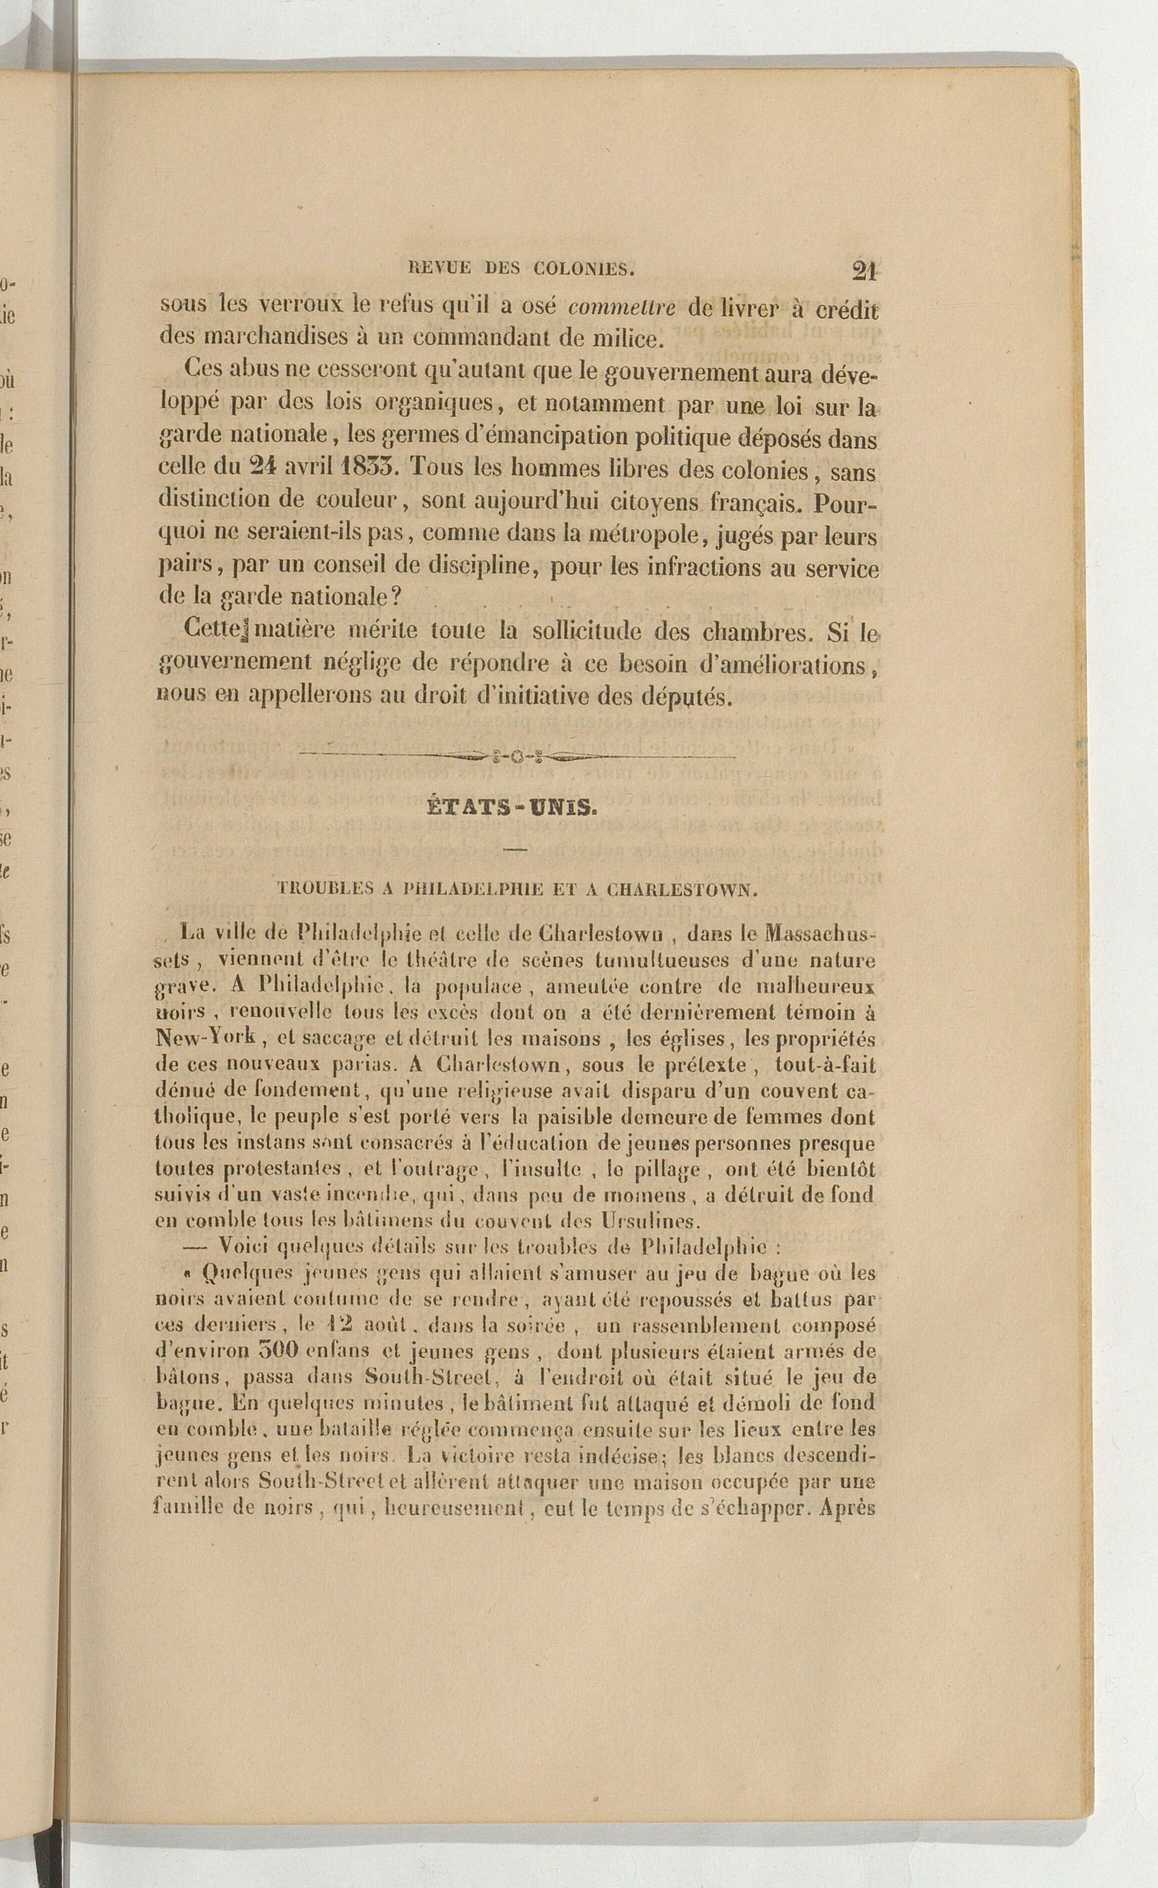 REVUE DES COLONIES. 21
sous les verroux le refus qu'il a osé commettre de livrer à crédit
des marchandises à un commandant de milice.
Ces abus ne cesseront qu'autant que le gouvernement aura déve-
loppé par des lois organiques, et notamment par une loi sur la
garde nationale, les germes d'émancipation politique déposés dans
celle du 24 avril 1833. Tous les hommes libres des colonies, sans
distinction de couleur, sont aujourd'hui citoyens français. Pour-
quoi ne seraient-ils pas, comme dans la métropole, jugés par leurs
pairs, par un conseil de discipline, pour les infractions au service
de la garde nationale?
Cette matière mérite toute la sollicitude des chambres. Si le
gouvernement néglige de répondre à ce besoin d'améliorations,
nous en appellerons au droit d'initiative des députés.
ÉTATS-UNIS.
TROUBLES A PHILADELPHIE ET A CHARLESTOWN.
La ville de Philadelphie et celle de Charlestown, dans le Massachus-
sets, viennent d'être le théâtre de scènes tumultueuses d'une nature
grave. A Philadelphie, la populace, ameutée contre de malheureux
noirs, renouvelle tous les excès dont on a été dernièrement témoin à
New-York, et saccage et détruit les maisons, les églises, les propriétés
de ces nouveaux parias. A Charlestown, sous le prétexte, tout-à-fait
dénué de fondement, qu'une religieuse avait disparu d'un couvent ca-
tholique, le peuple s'est porté vers la paisible demeure de femmes dont
tous les instans sont consacrés à l'éducation de jeunes personnes presque
toutes protestantes, et l'outrage, l'insulte, le pillage, ont été bientôt
suivis d'un vaste incendie, qui, dans peu de momens, a détruit de fond
en comble tous les bâtimens du couvent des Ursulines.
— Voici quelques détails sur les troubles de Philadelphie :
« Quelques jeunes gens qui allaient s'amuser au jeu de bague où les
noirs avaient coutume de se rendre, ayant été repoussés et battus par
ces derniers, le 12 août, dans la soirée, un rassemblement composé
d'environ 300 enfans et jeunes gens, dont plusieurs étaient armés de
bâtons, passa dans South-Street, à l'endroit où était situé le jeu de
bague. En quelques minutes, le bâtiment fut attaqué et démoli de fond
en comble, une bataille réglée commença ensuite sur les lieux entre les
jeunes gens et les noirs. La victoire resta indécise; les blancs descendi-
rent alors South-Street et allèrent attaquer une maison occupée par une
famille de noirs, qui, heureusement, eut le temps de s'échapper. Après